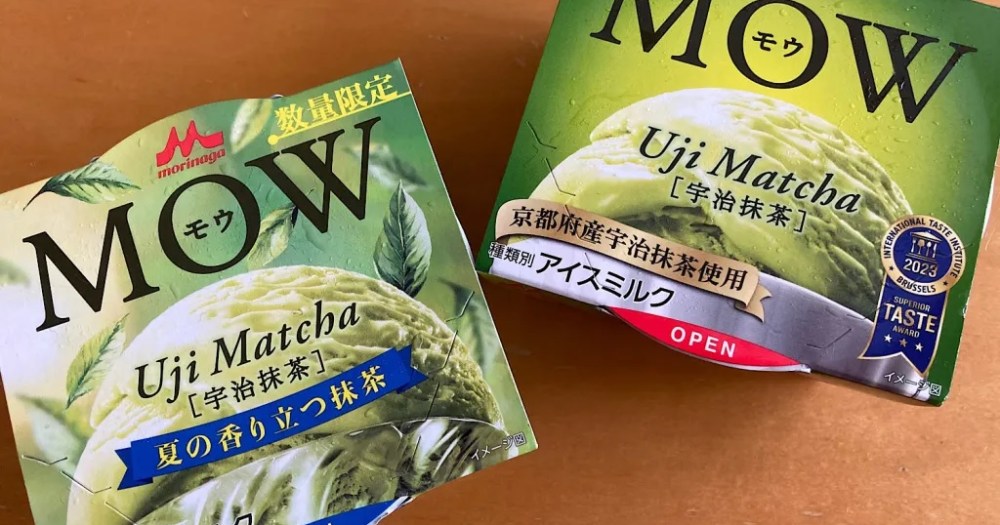 数量限定
morinaga
MOW
モウ
Uji Matcha
[宇治抹茶]
夏の香り立つ抹茶
イメージ図
MOW
モウ
Uji Matcha
[宇治抹茶]
京都府産宇治抹茶使用
種類別 アイスミルク
OPEN
INTERNATIONAL TASTE INSTITUTE
2023
BRUSSELS
SUPERIOR
TASTE
AWARD
イメージ図